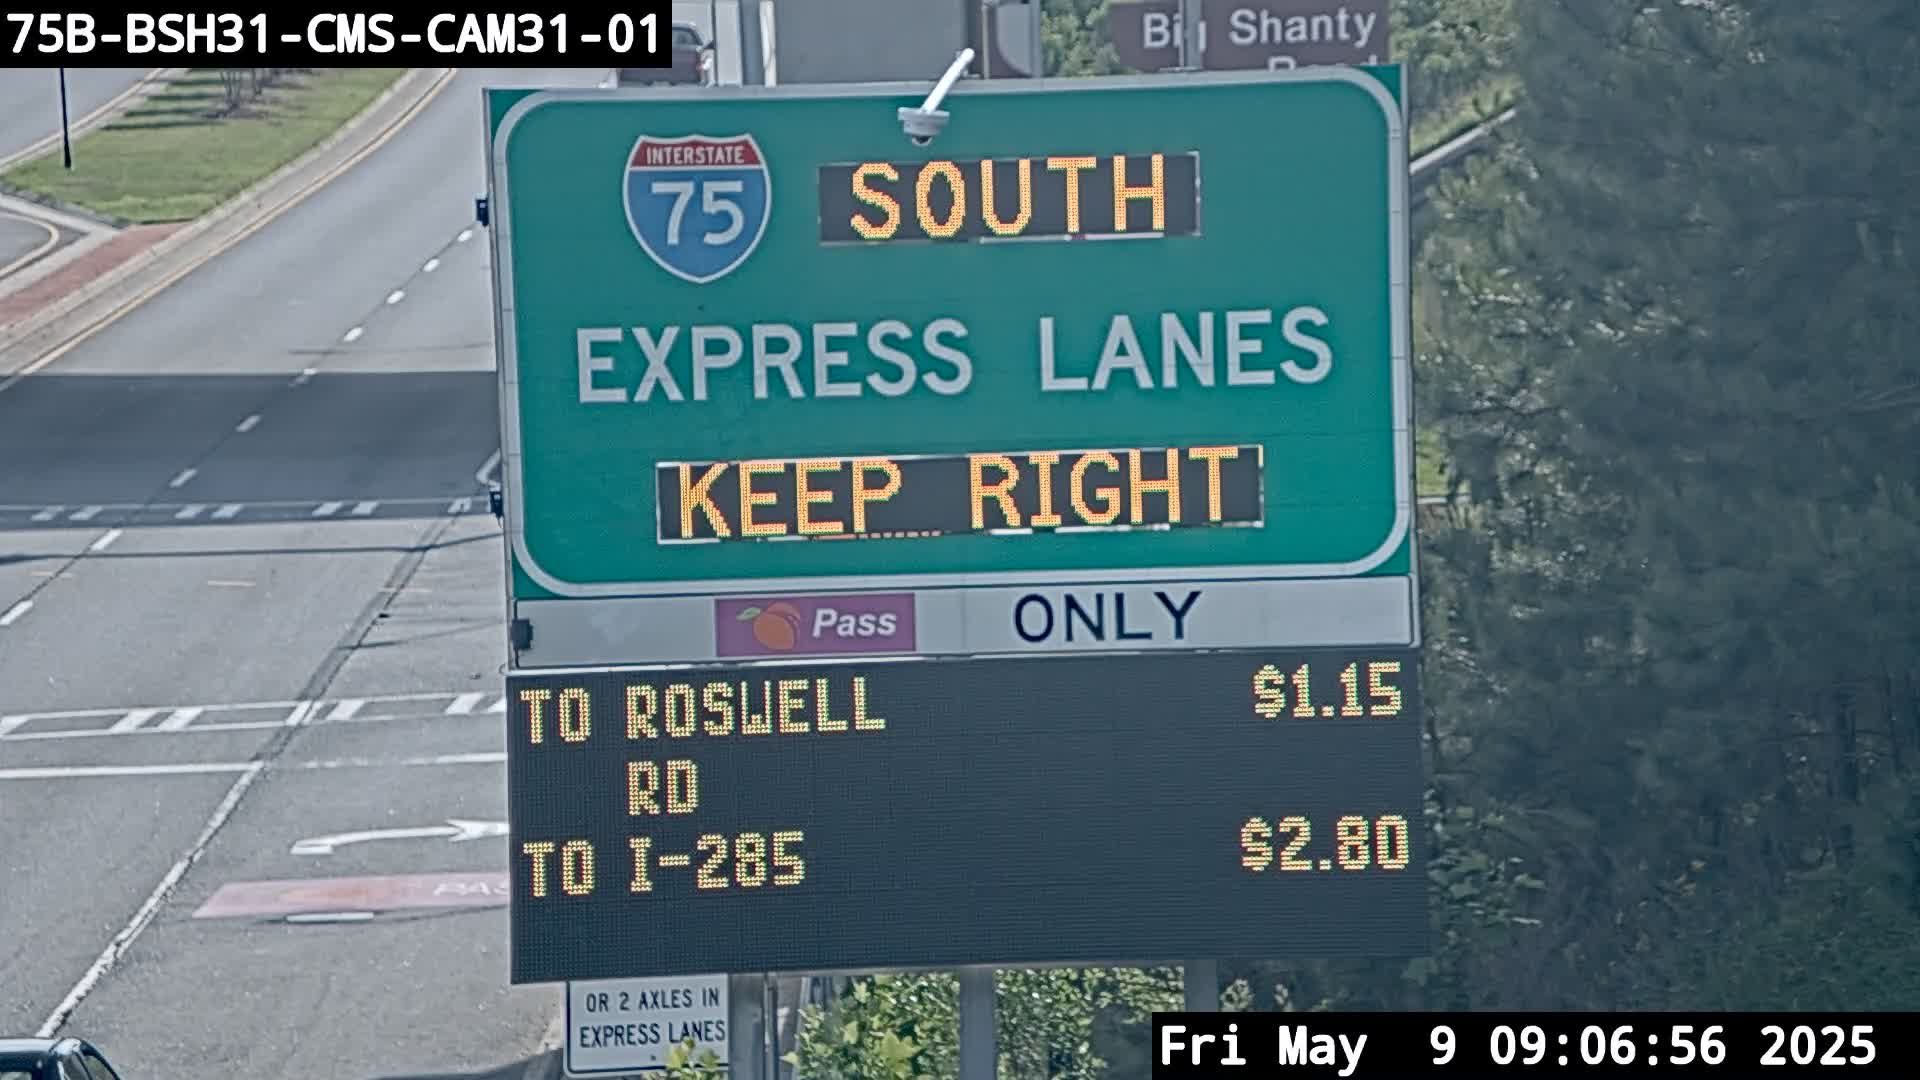 75B-BSH31-CMS-CAM31-01
Big Shanty
Road
INTERSTATE
75
SOUTH
EXPRESS LANES
KEEP RIGHT
Pass ONLY
TO ROSWELL $1.15
RD
TO I-285 $2.80
OR 2 AXLES IN
EXPRESS LANES
Fri May 9 09:06:56 2025